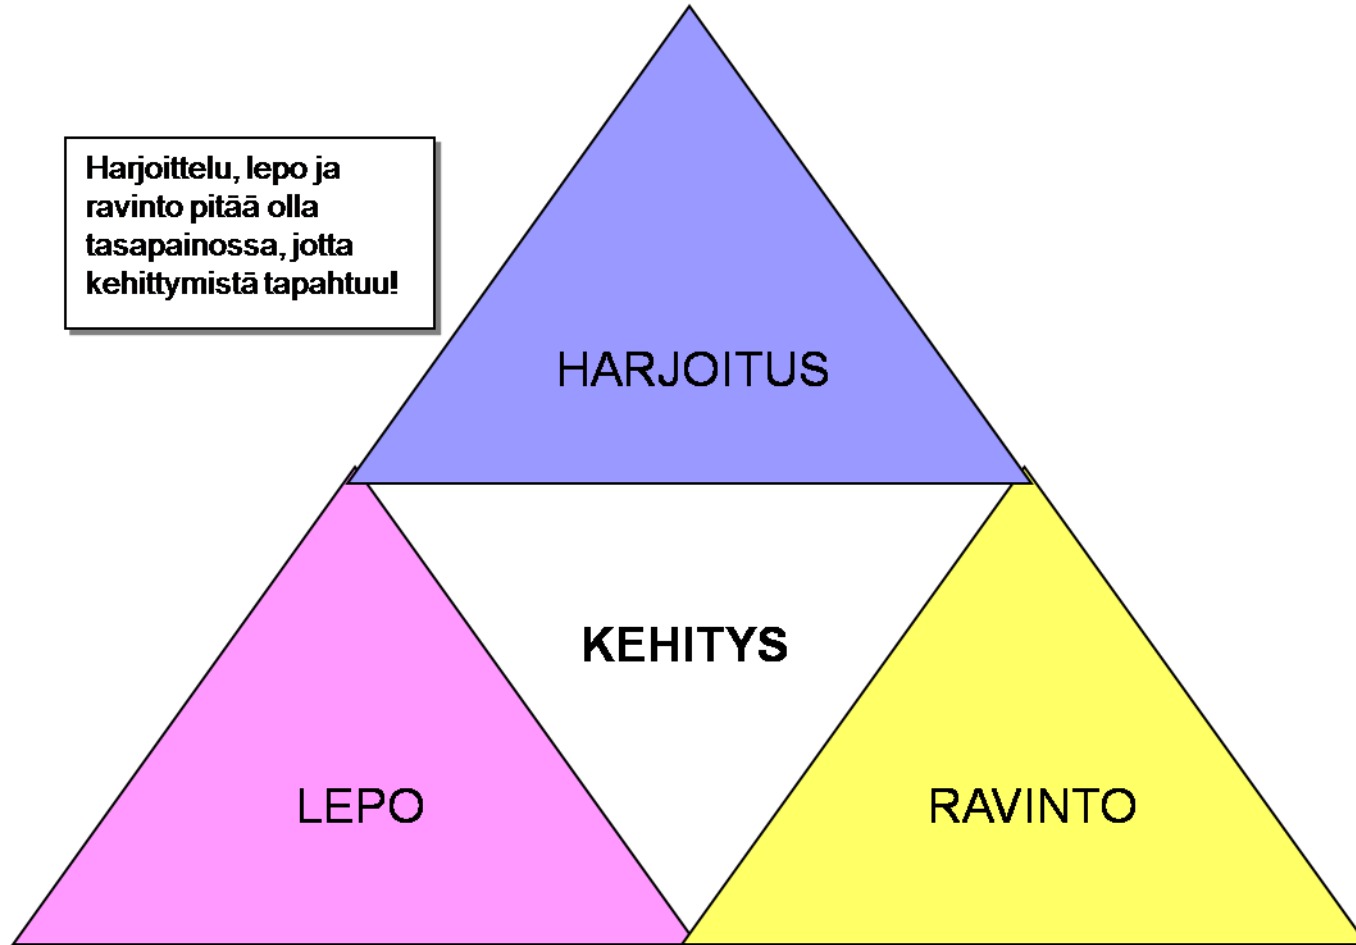 Harjoittelu, lepo ja
ravinto pitää olla
tasapainossa, jotta
kehittymistä tapahtuu!
HARJOITUS
KEHITYS
LEPO
RAVINTO